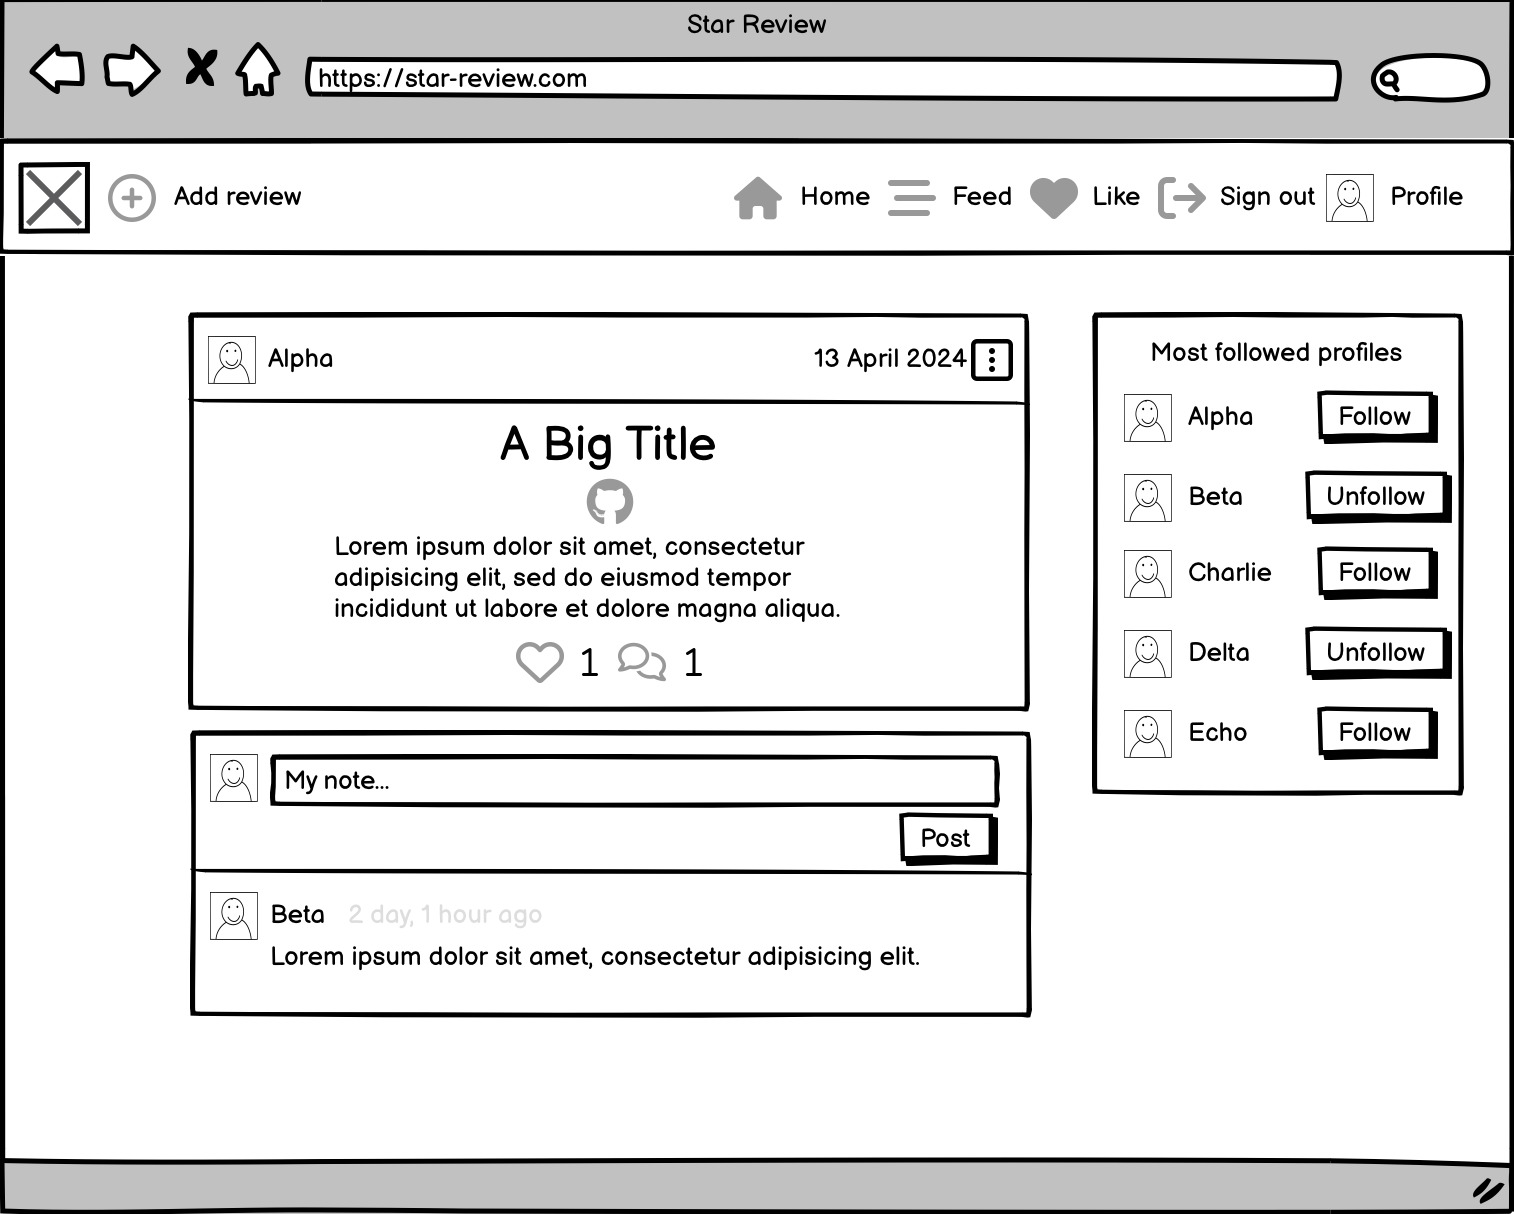 Star Review
https://star-review.com
Add review
Home
Feed
Like
Sign out
Profile
Alpha
13 April 2024
A Big Title
Lorem ipsum dolor sit amet, consectetur
adipisicing elit, sed do eiusmod tempor
incididunt ut labore et dolore magna aliqua.
1
1
My note...
Post
Beta 2 day, 1 hour ago
Lorem ipsum dolor sit amet, consectetur adipisicing elit.
Most followed profiles
Alpha Follow
Beta Unfollow
Charlie Follow
Delta Unfollow
Echo Follow